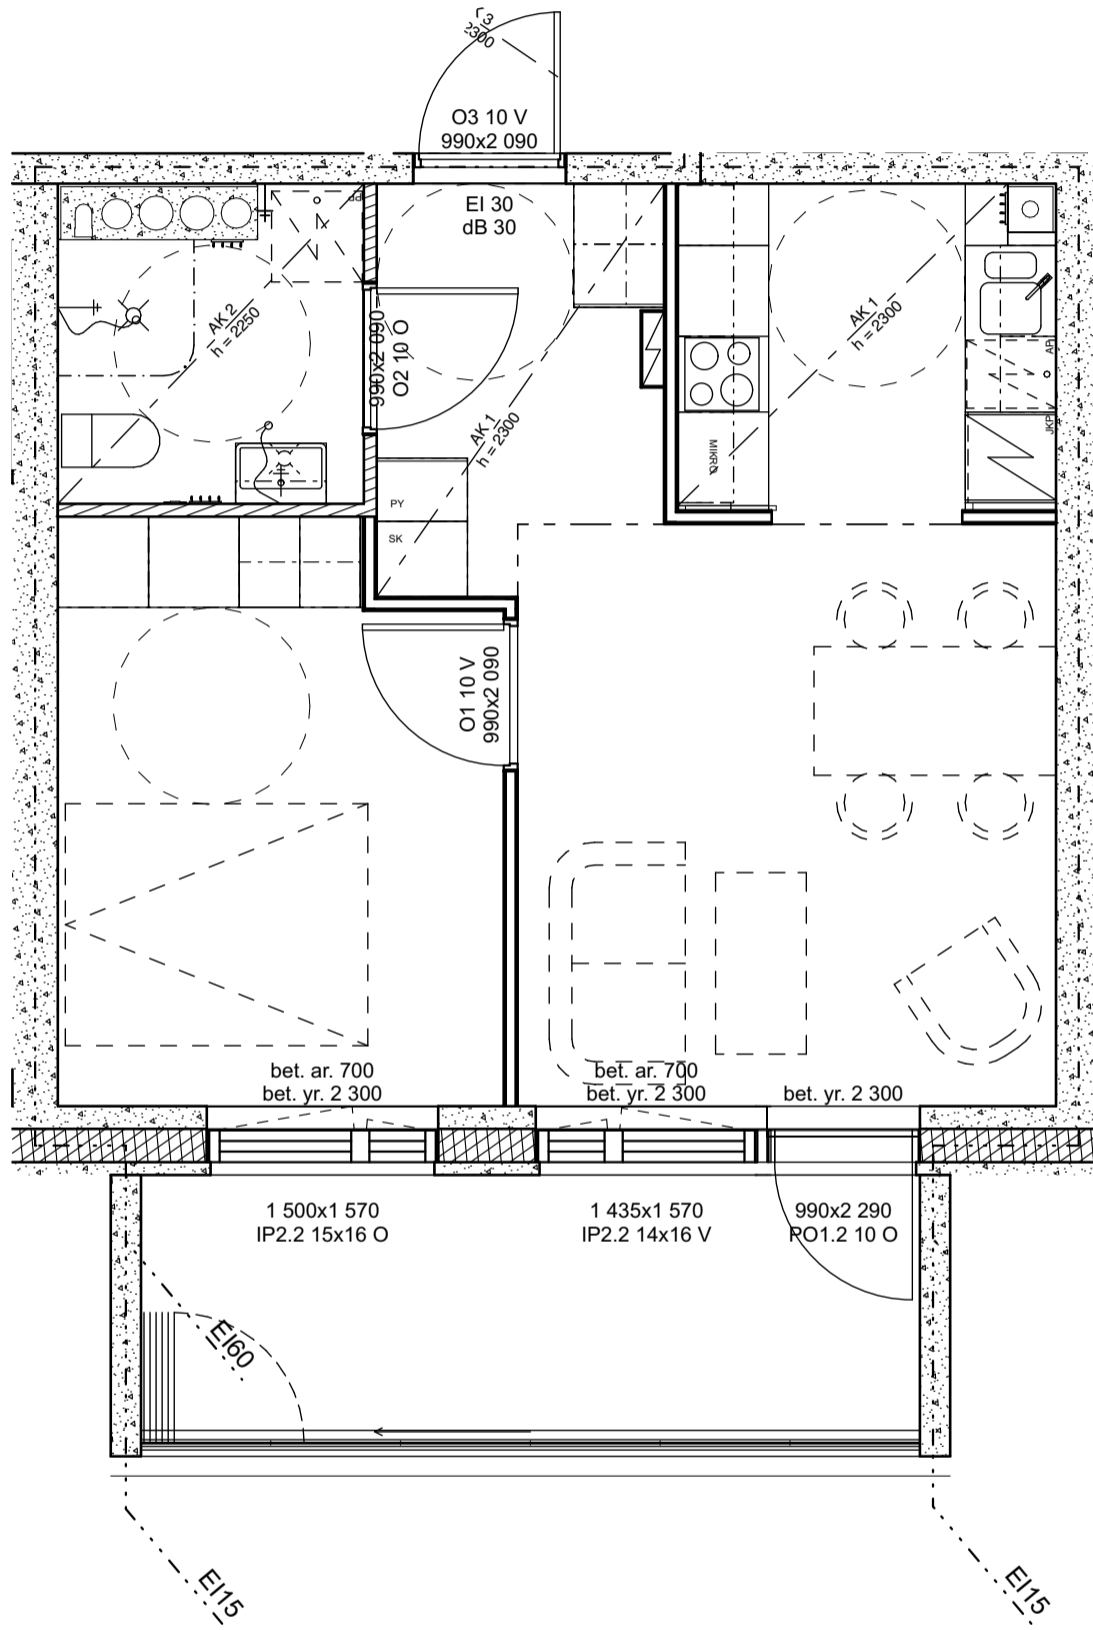 2300
O3 10 V
990x2 090
EI 30
dB 30
AK 2
h = 2250
990x2 090
O2 10 O
AK 1
h = 2300
AK 1
h = 2300
AP
JKP
MIKRO
PY
SK
O1 10 V
990x2 090
bet. ar. 700
bet. yr. 2 300
bet. ar. 700
bet. yr. 2 300
bet. yr. 2 300
1 500x1 570
IP2.2 15x16 O
1 435x1 570
IP2.2 14x16 V
990x2 290
PO1.2 10 O
EI60
EI15
EI15